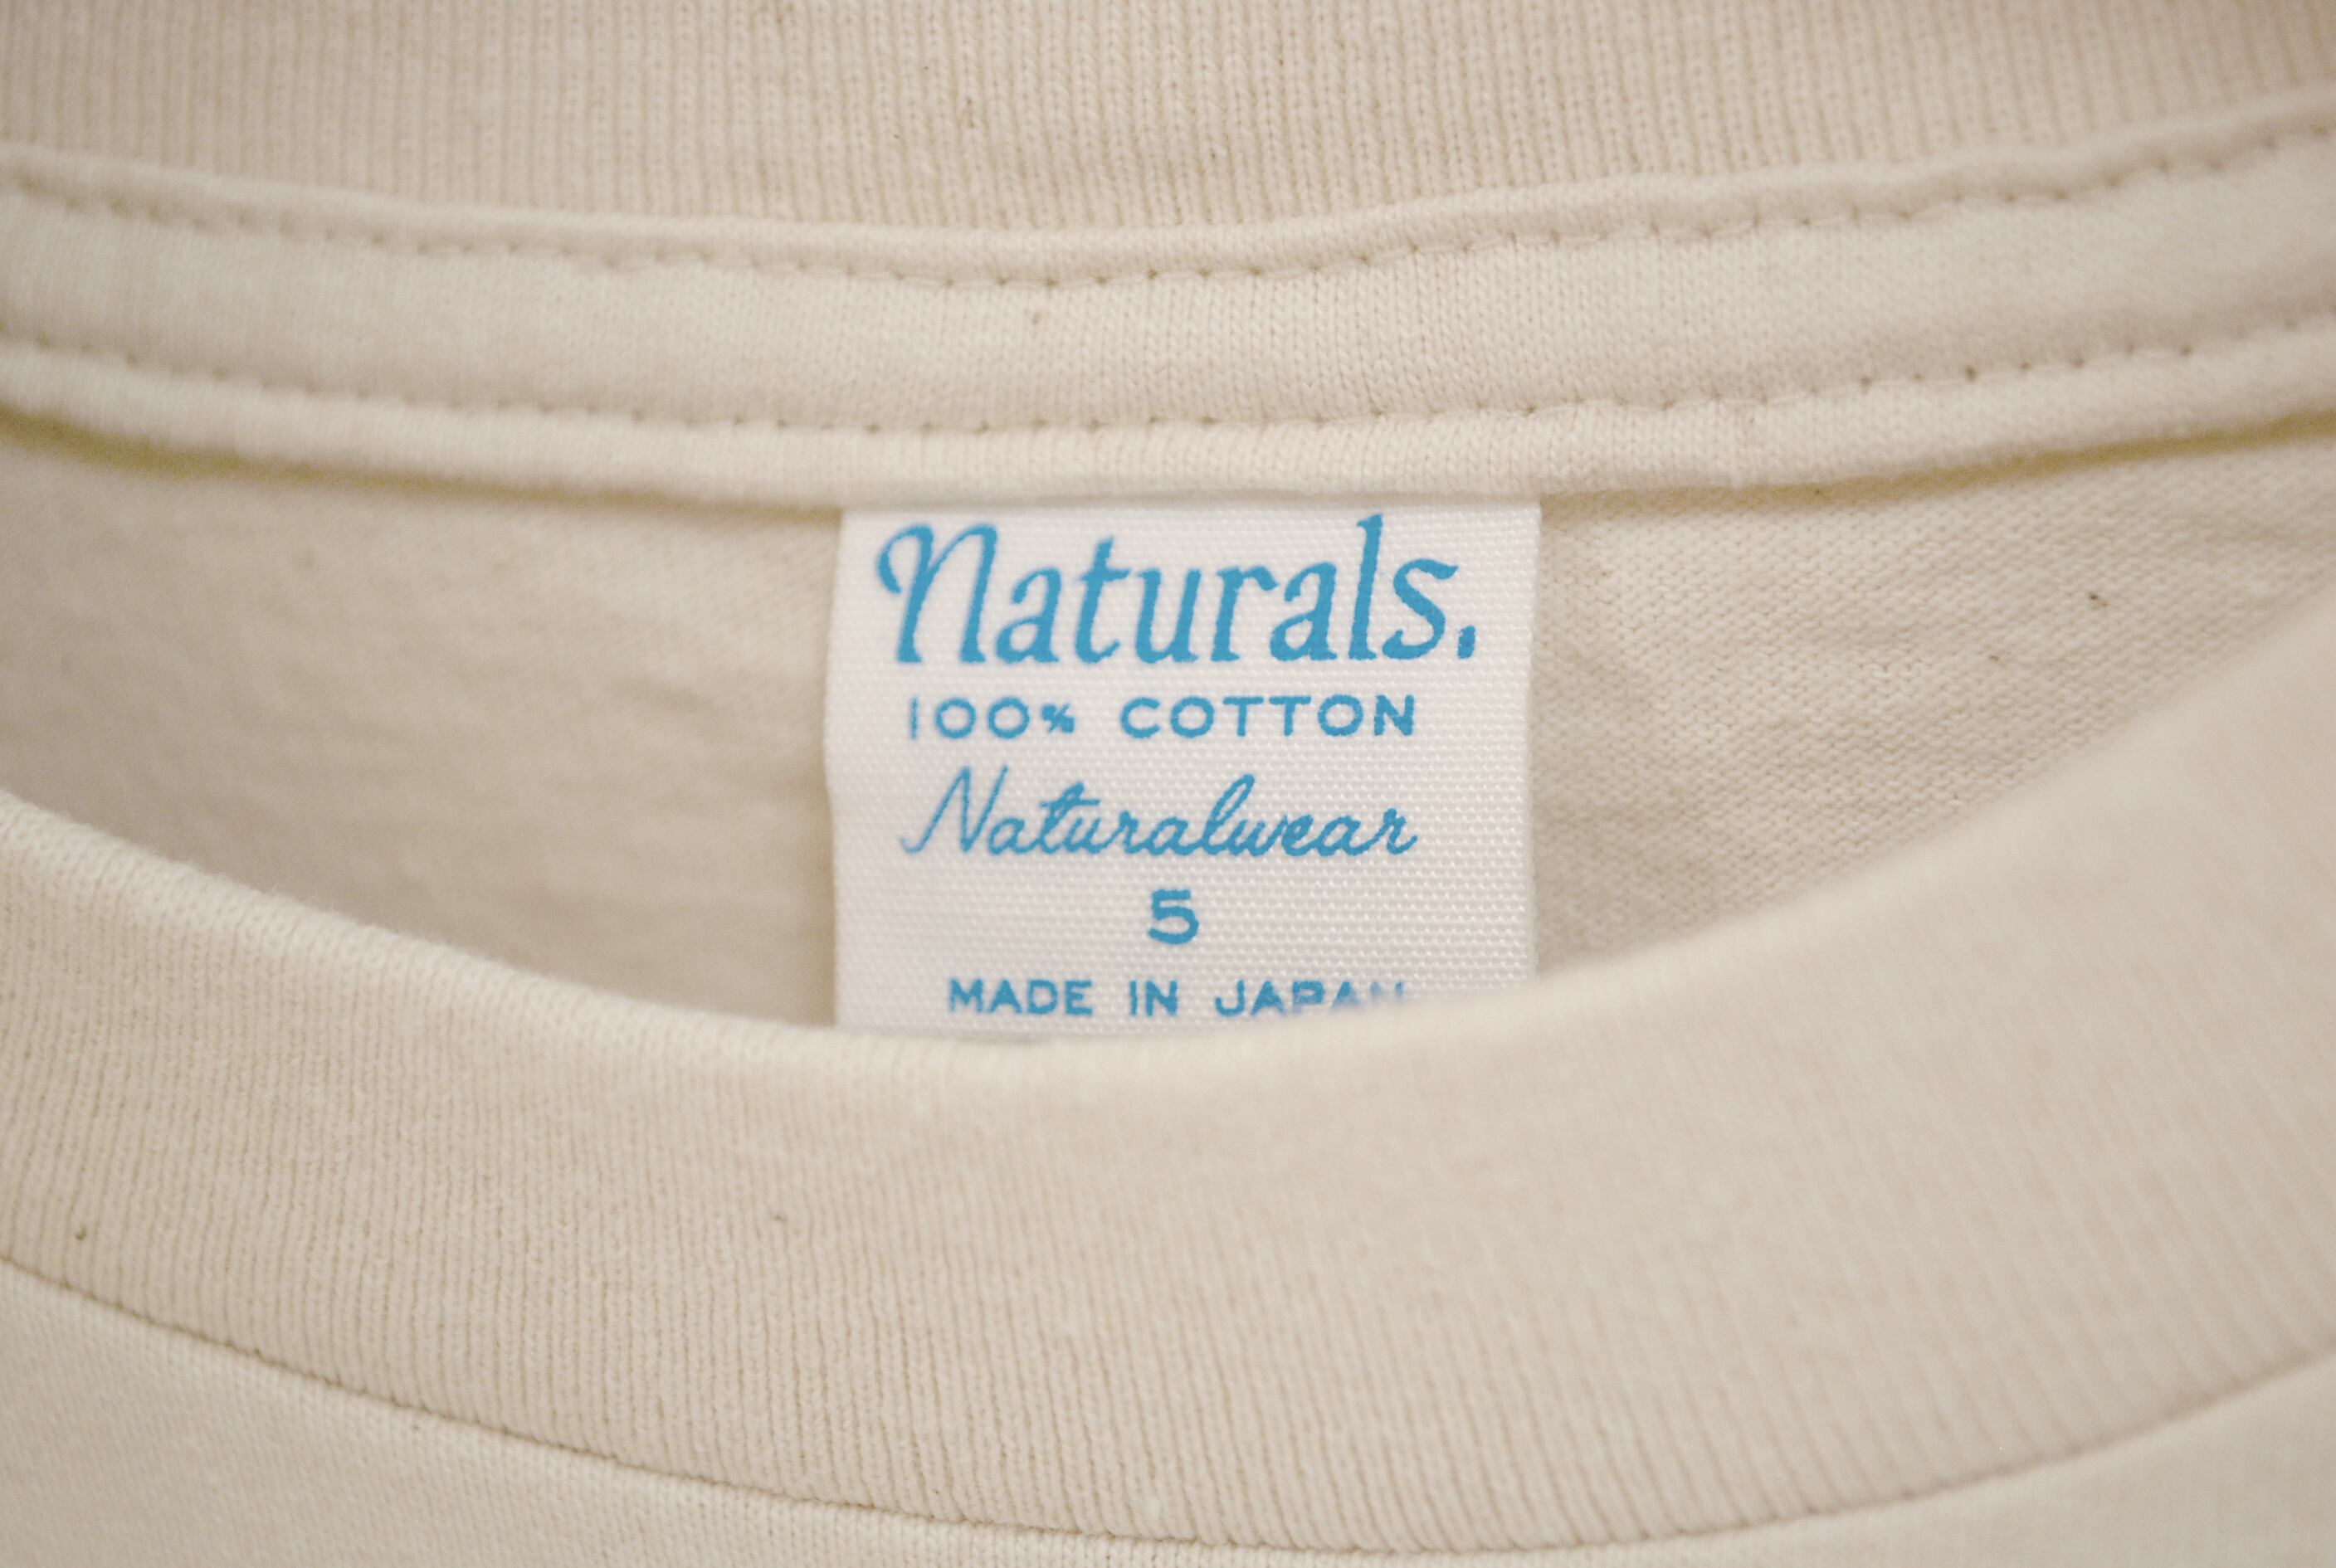 Naturals.
100% COTTON
Naturalwear
5
MADE IN JAPAN